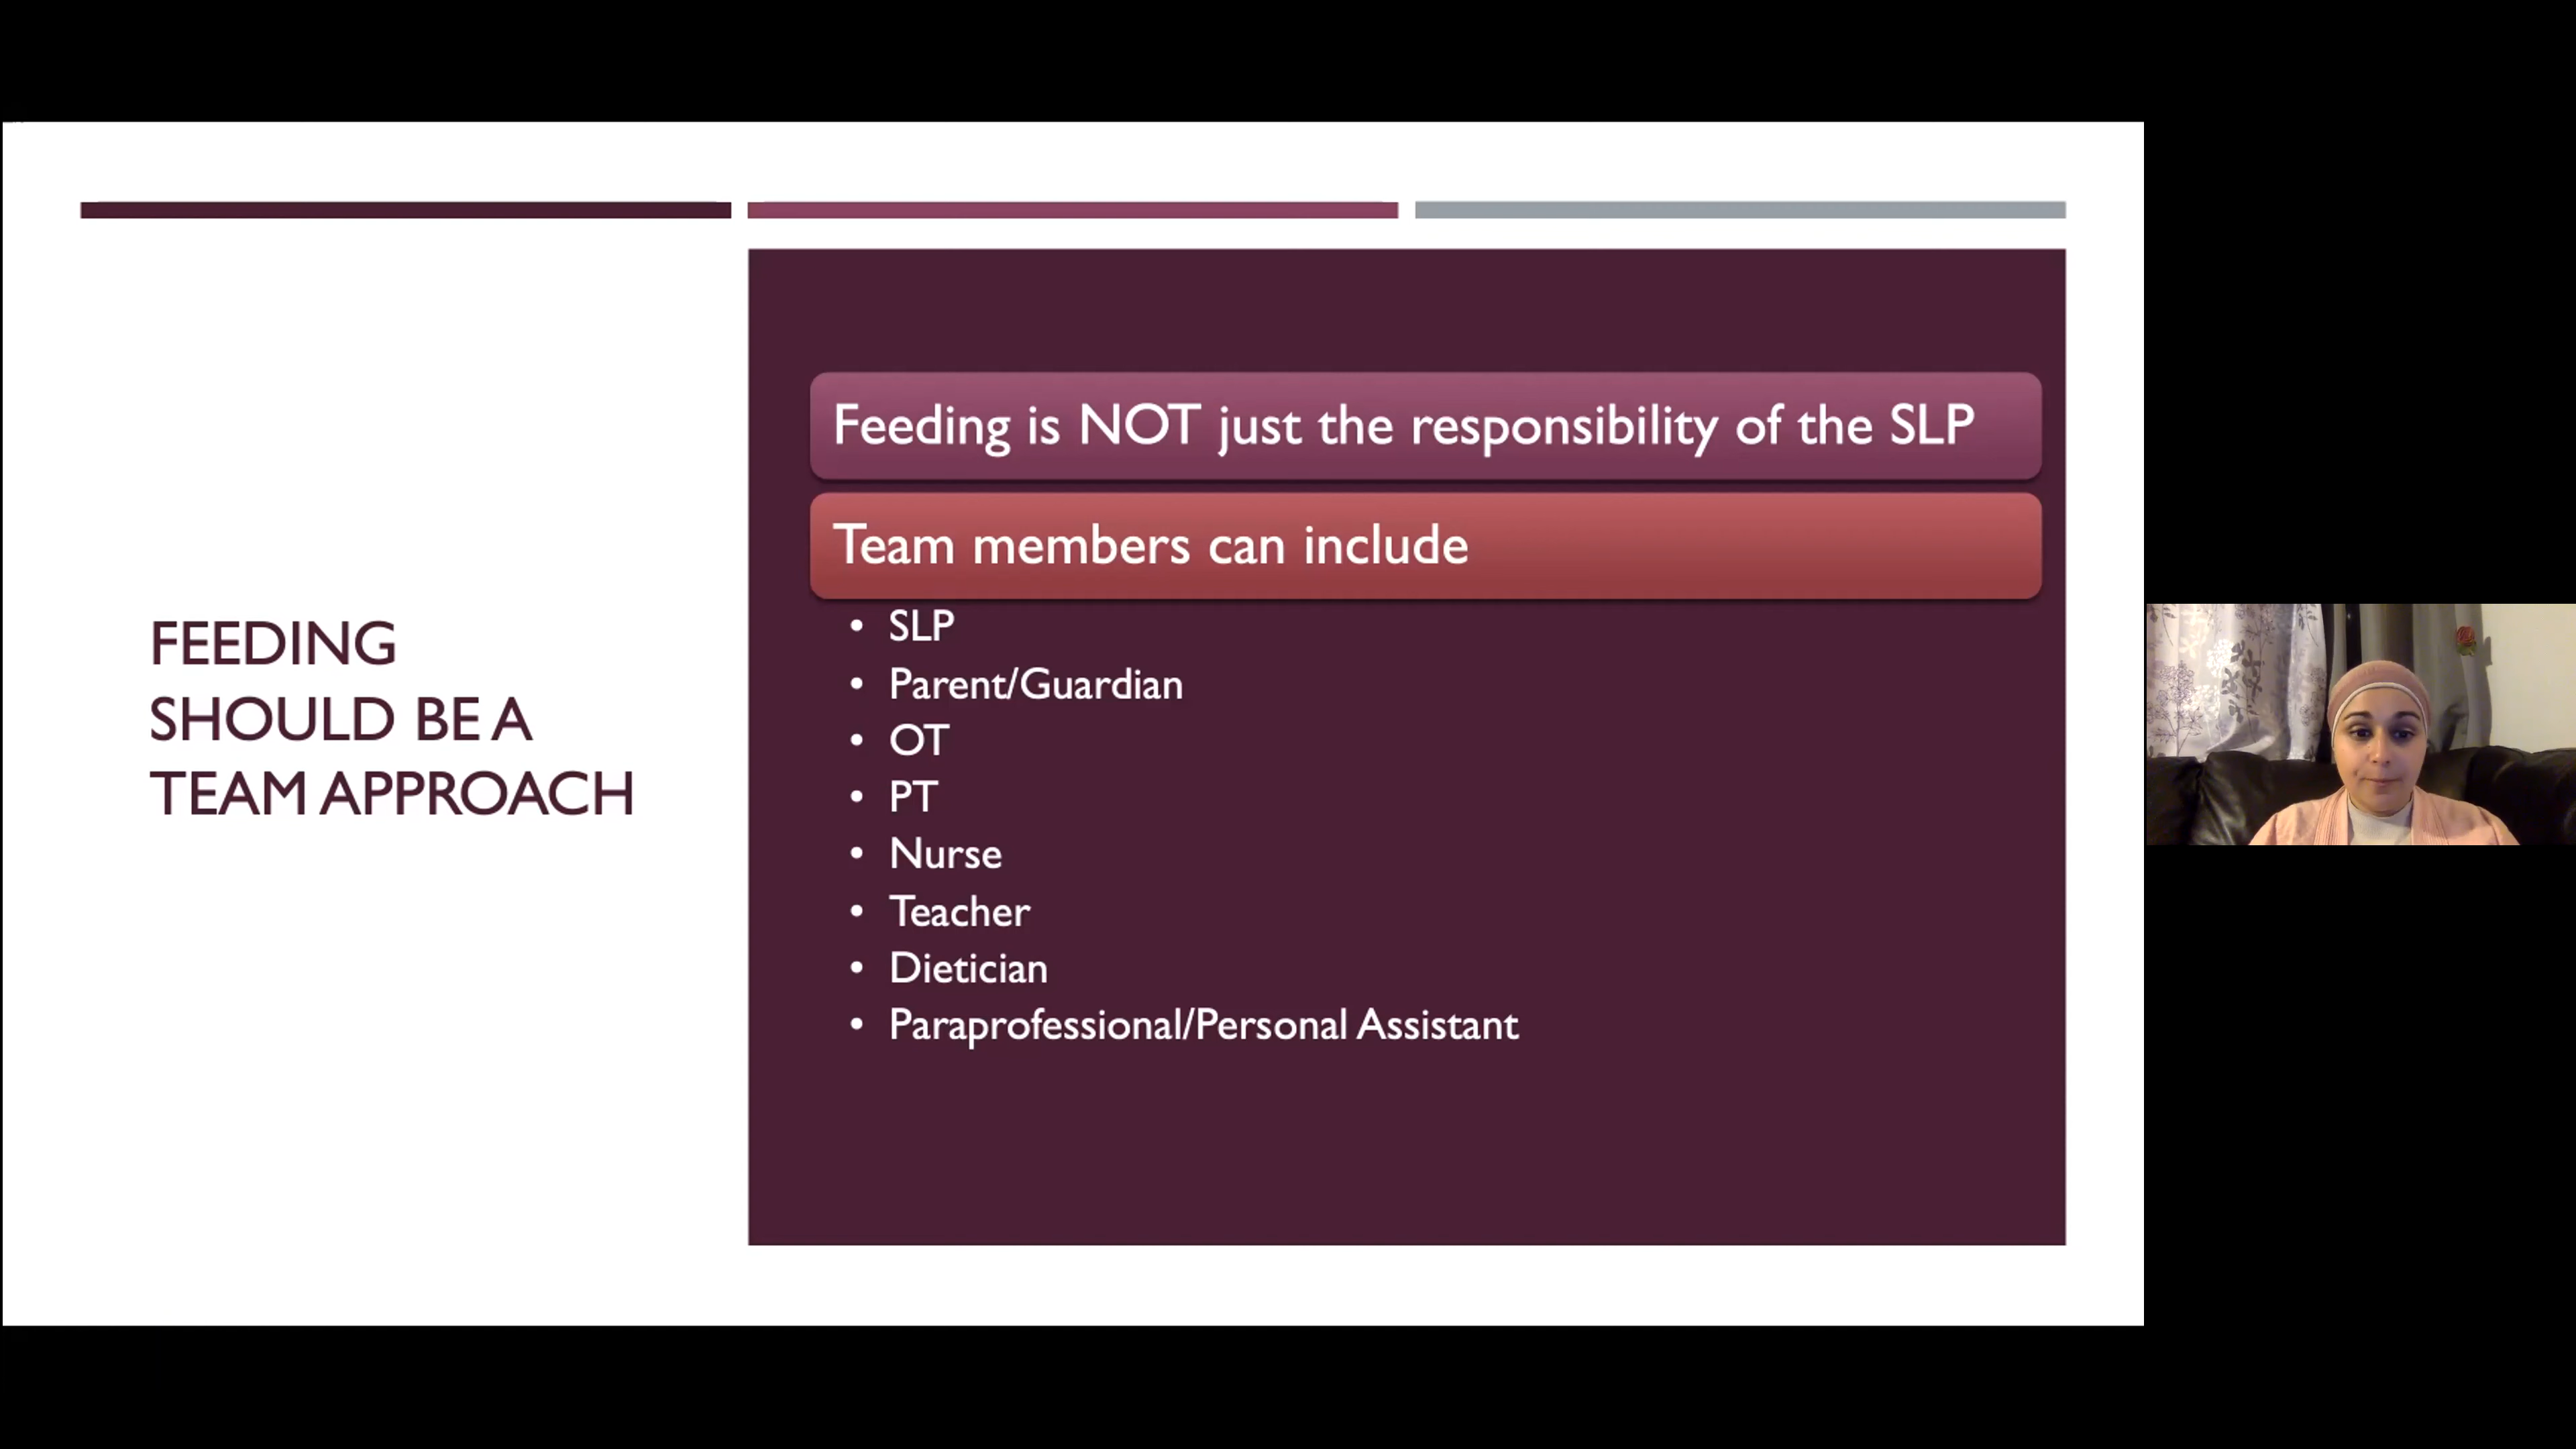 FEEDING
SHOULD BE A
TEAM APPROACH
Feeding is NOT just the responsibility of the SLP
Team members can include
• SLP
• Parent/Guardian
• OT
• PT
• Nurse
• Teacher
• Dietician
• Paraprofessional/Personal Assistant